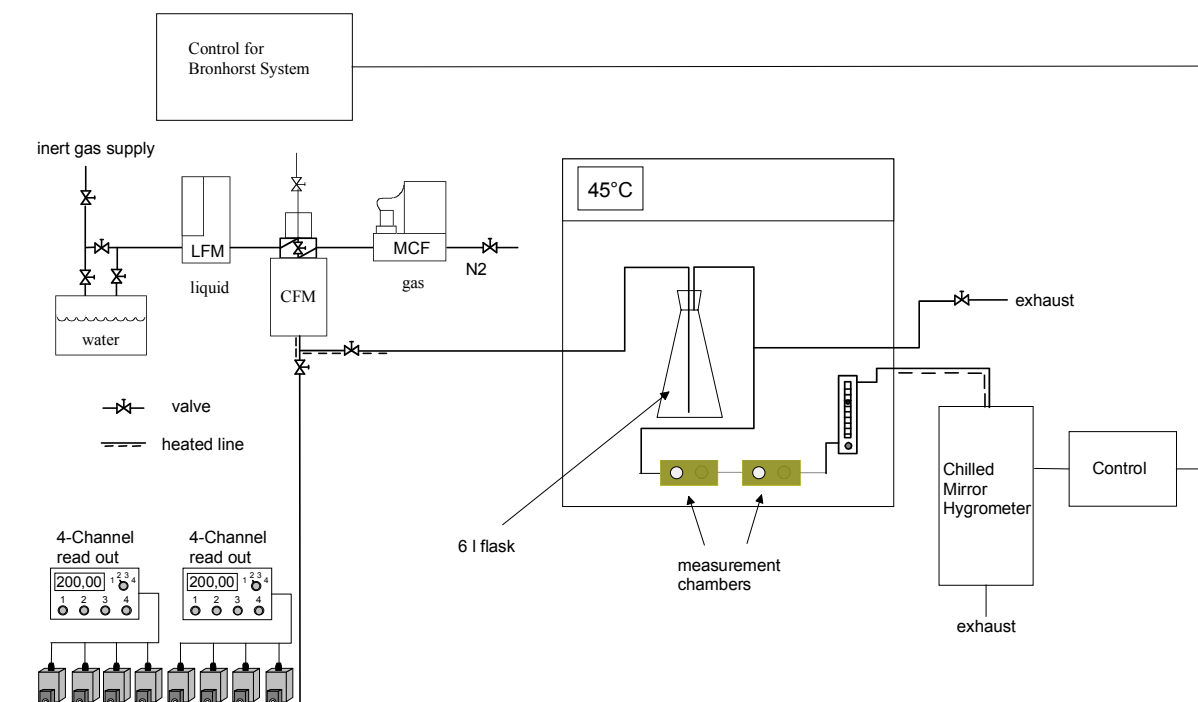 Control for
Bronhorst System
inert gas supply
45°C
LFM
MCF
N2
liquid
gas
CFM
water
exhaust
valve
heated line
Chilled
Mirror
Hygrometer
Control
6 l flask
measurement
chambers
exhaust
4-Channel
read out
200,00
1 2 3 4
1 2 3 4
4-Channel
read out
200,00
1 2 3 4
1 2 3 4